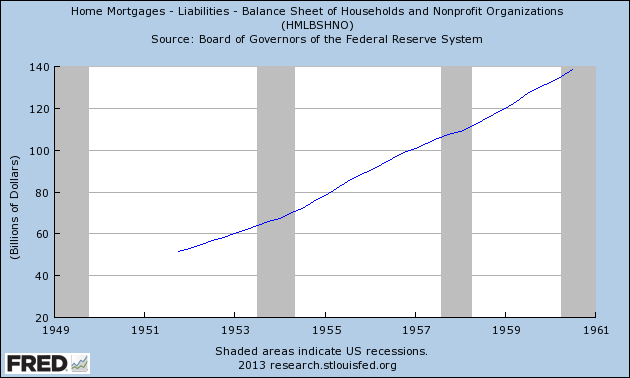 Home Mortgages - Liabilities - Balance Sheet of Households and Nonprofit Organizations
(HMLBSHNO)
Source: Board of Governors of the Federal Reserve System
(Billions of Dollars)
140
120
100
80
60
40
20
1949 1951 1953 1955 1957 1959 1961
Shaded areas indicate US recessions.
2013 research.stlouisfed.org
FRED